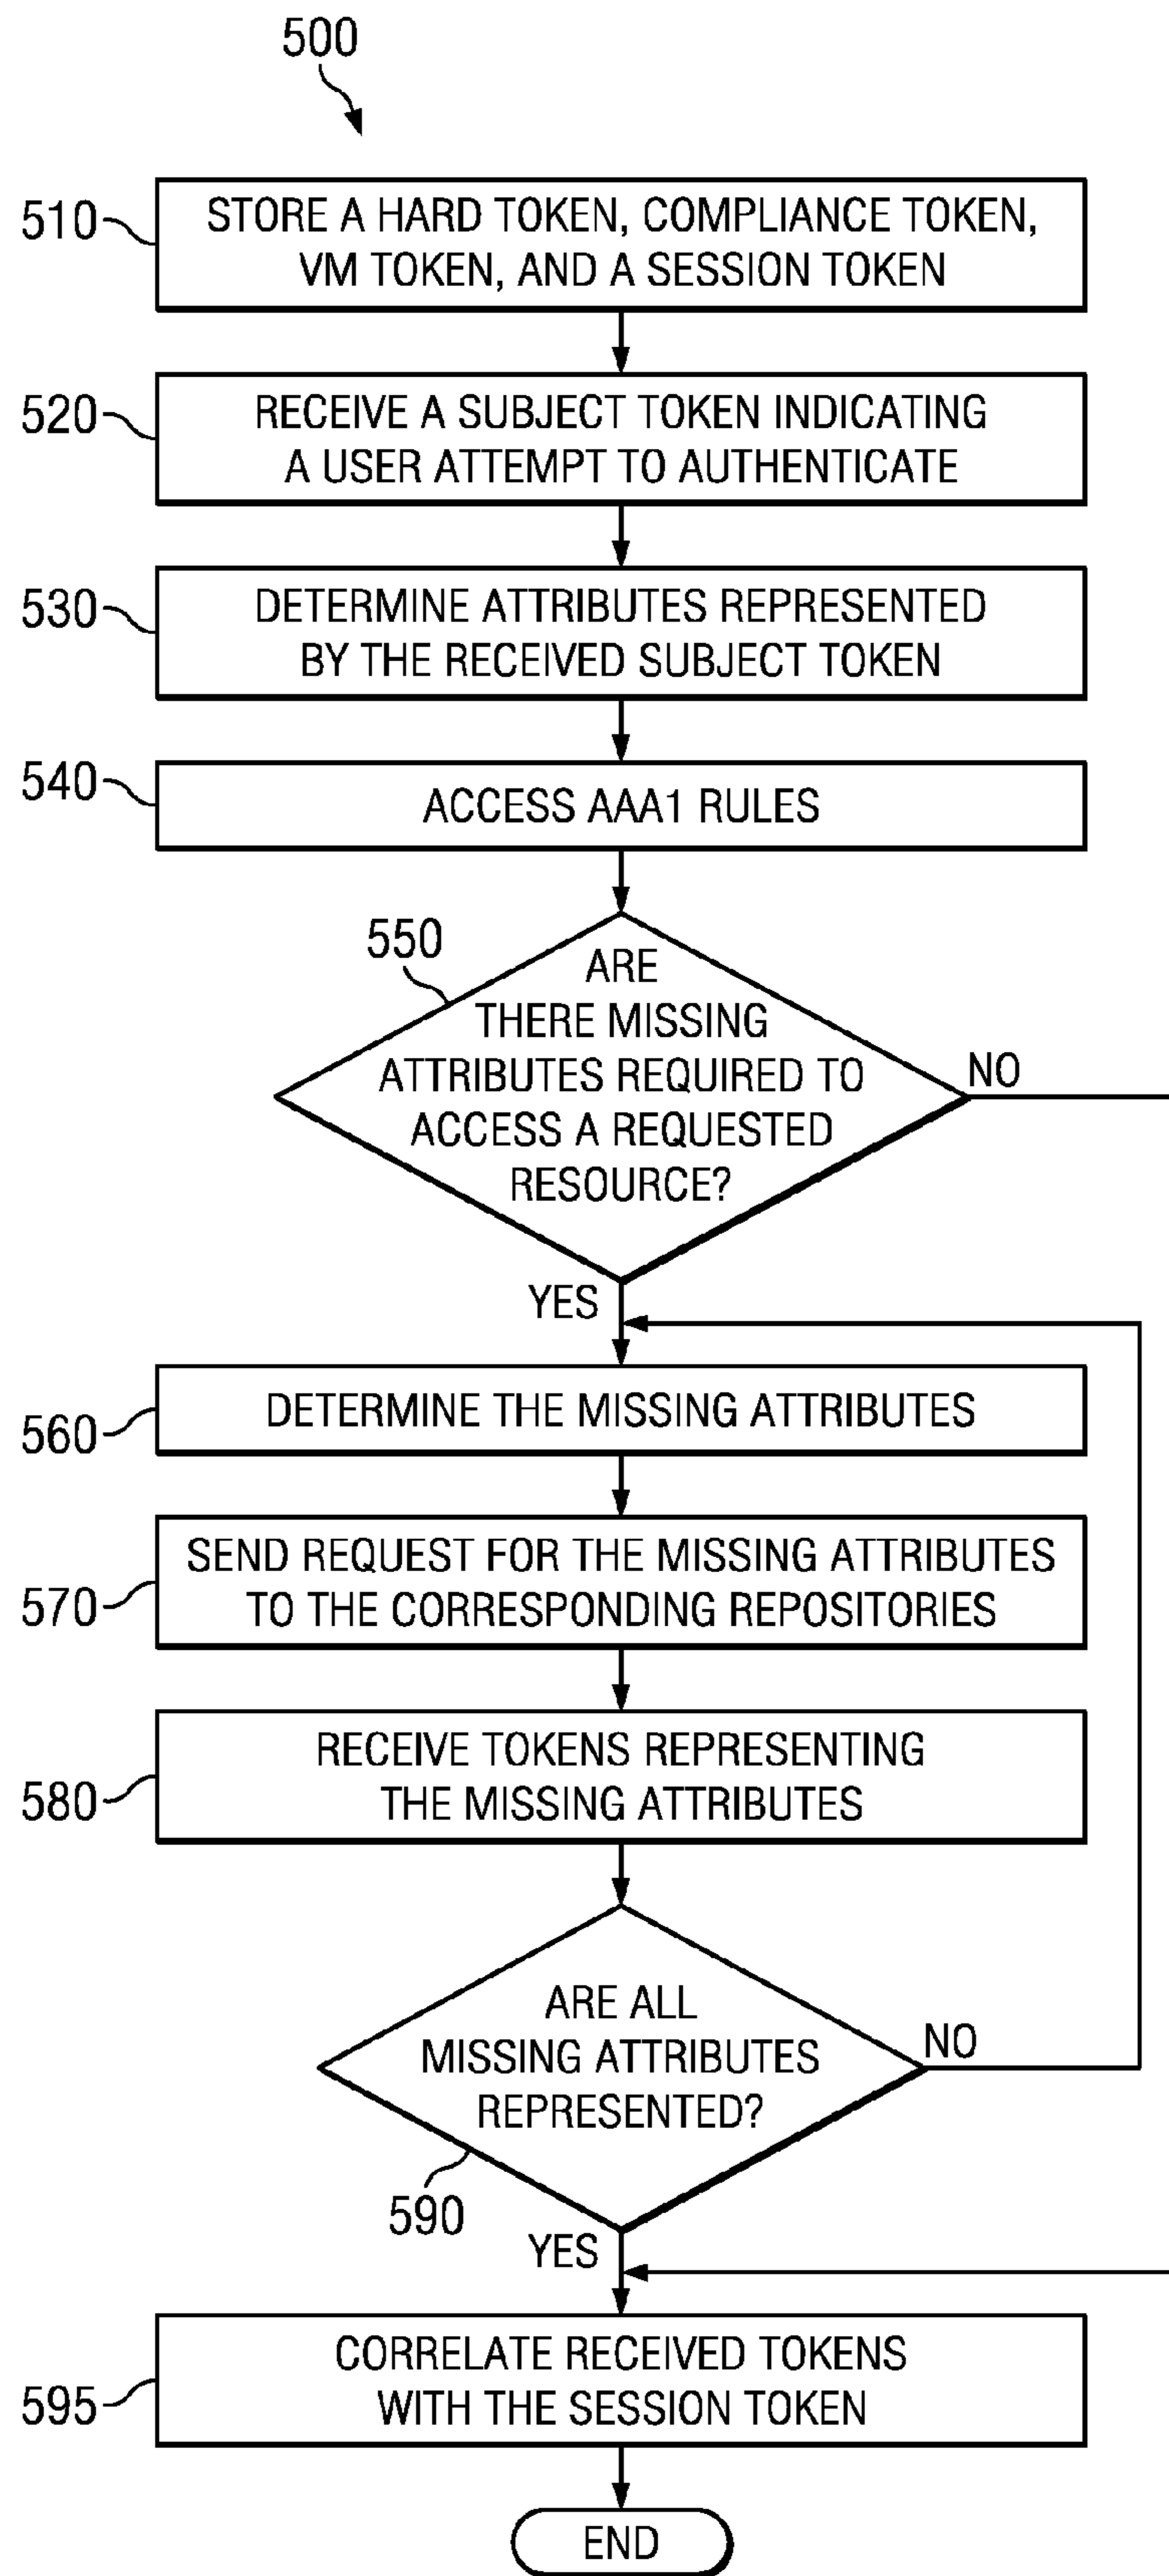 500
510
STORE A HARD TOKEN, COMPLIANCE TOKEN,
VM TOKEN, AND A SESSION TOKEN
520
RECEIVE A SUBJECT TOKEN INDICATING
A USER ATTEMPT TO AUTHENTICATE
530
DETERMINE ATTRIBUTES REPRESENTED
BY THE RECEIVED SUBJECT TOKEN
540
ACCESS AAA1 RULES
550
ARE
THERE MISSING
ATTRIBUTES REQUIRED TO
ACCESS A REQUESTED
RESOURCE?
NO
YES
560
DETERMINE THE MISSING ATTRIBUTES
570
SEND REQUEST FOR THE MISSING ATTRIBUTES
TO THE CORRESPONDING REPOSITORIES
580
RECEIVE TOKENS REPRESENTING
THE MISSING ATTRIBUTES
ARE ALL
MISSING ATTRIBUTES
REPRESENTED?
NO
590
YES
595
CORRELATE RECEIVED TOKENS
WITH THE SESSION TOKEN
END